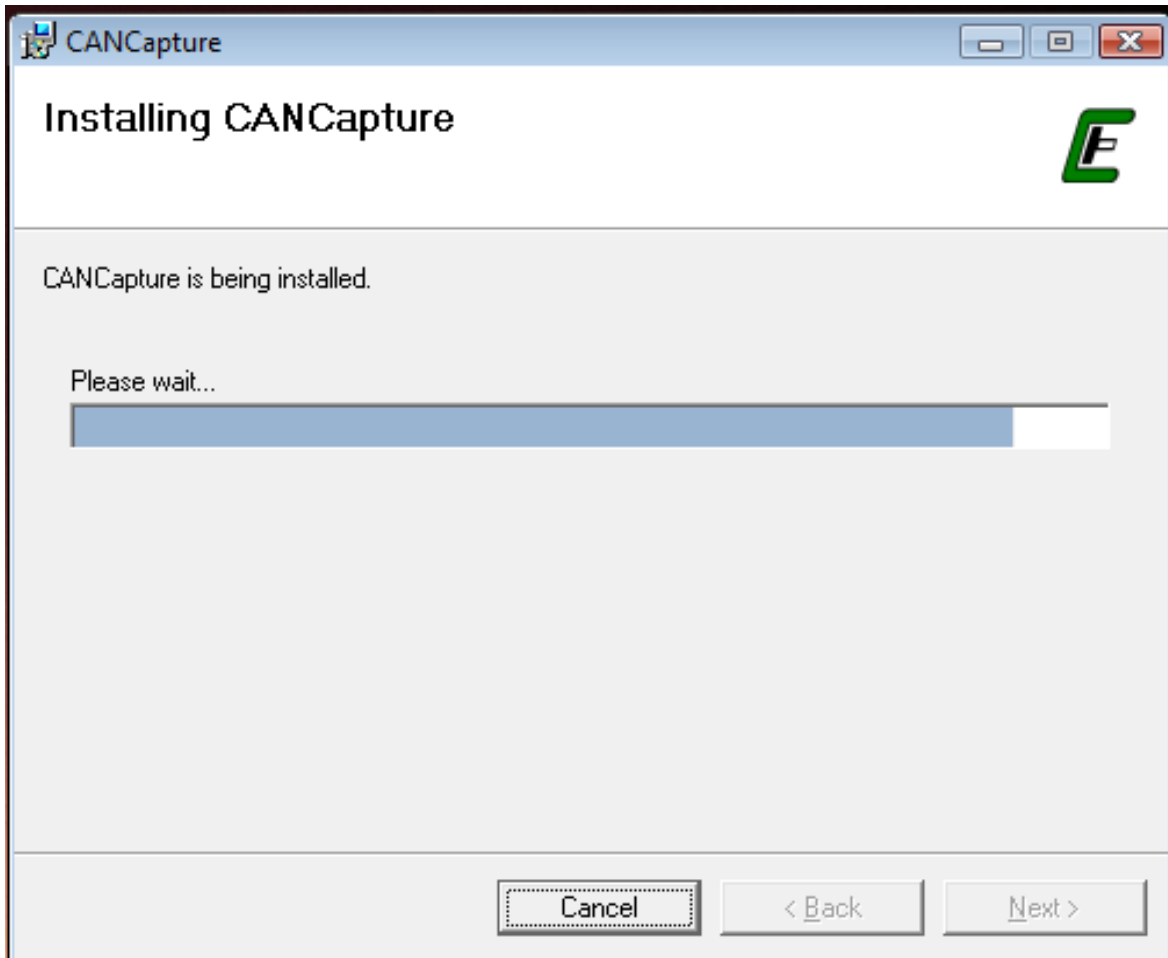 CANCapture
Installing CANCapture
CANCapture is being installed.
Please wait...
Cancel
< Back
Next >